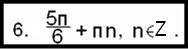 6. 5π/6 + πn, n∈Z .